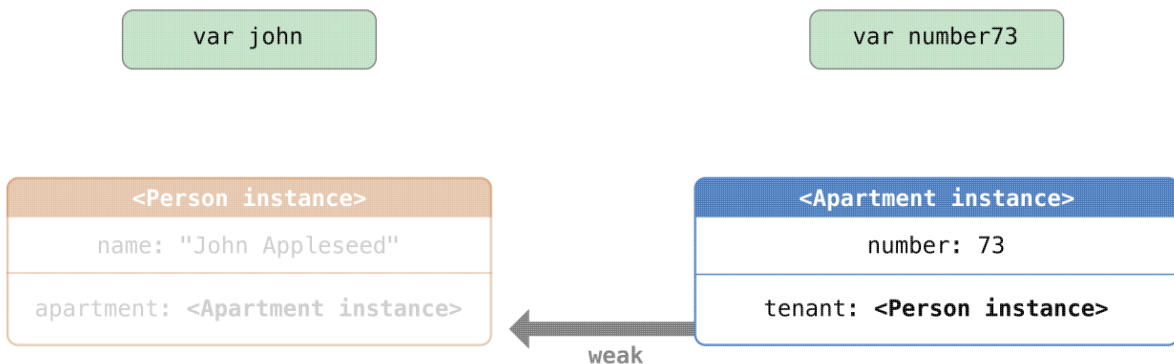 var john
var number73
<Person instance>
name: "John Appleseed"
apartment: <Apartment instance>
<Apartment instance>
number: 73
tenant: <Person instance>
weak